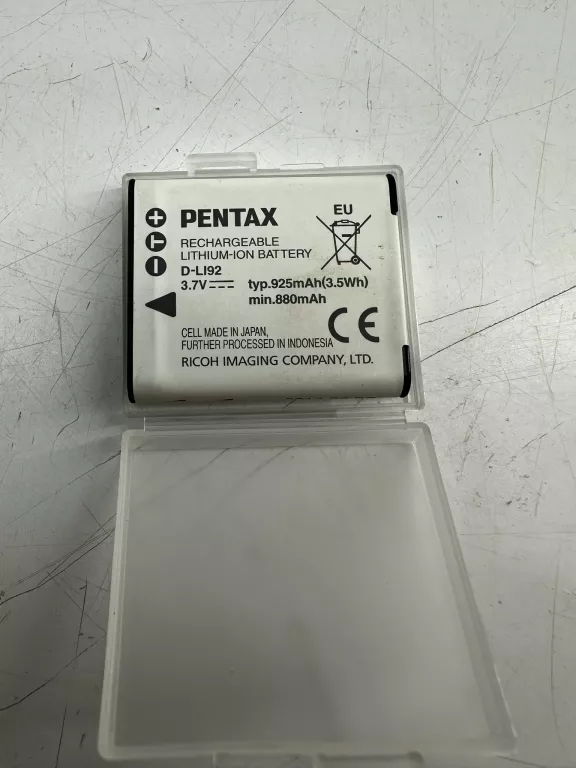 PENTAX
EU
RECHARGEABLE
LITHIUM-ION BATTERY
D-LI92
3.7V⎓ typ.925mAh(3.5Wh)
min.880mAh
CELL MADE IN JAPAN,
FURTHER PROCESSED IN INDONESIA
CE
RICOH IMAGING COMPANY, LTD.